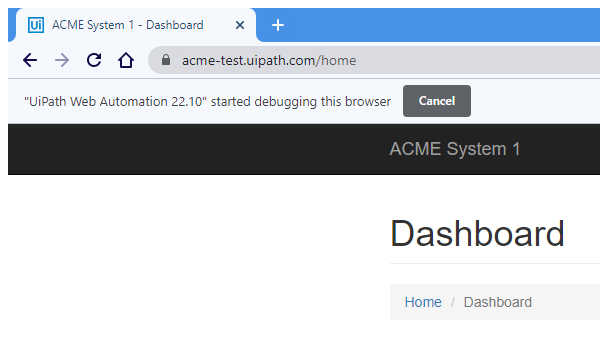 Ui ACME System 1 - Dashboard
acme-test.uipath.com/home
"UiPath Web Automation 22.10" started debugging this browser Cancel
ACME System 1
Dashboard
Home / Dashboard